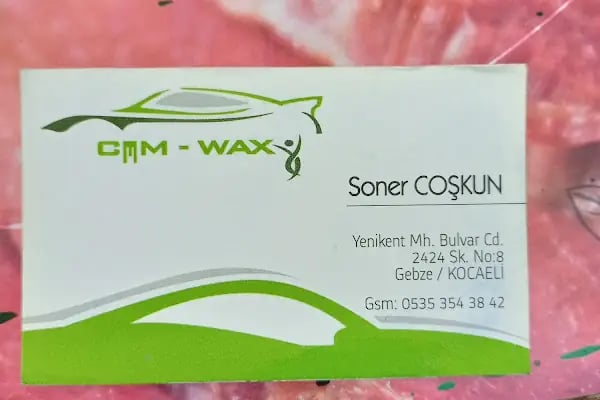 CAM - WAX
Soner COŞKUN
Yenikent Mh. Bulvar Cd.
2424 Sk. No:8
Gebze / KOCAELİ
Gsm: 0535 354 38 42